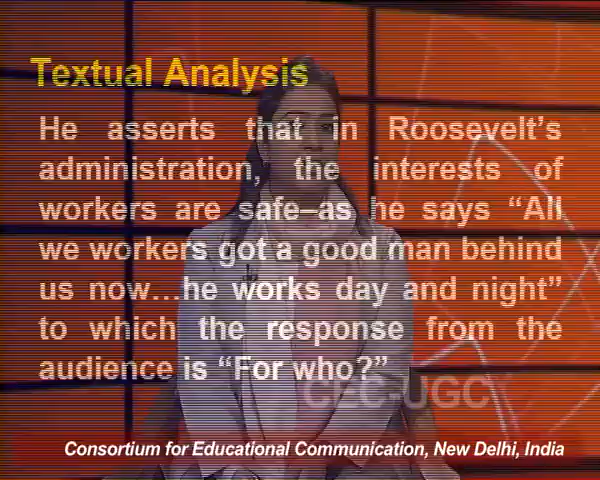 Textual Analysis
He asserts that in Roosevelt's
administration, the interests of
workers are safe–as he says “All
we workers got a good man behind
us now...he works day and night”
to which the response from the
audience is “For who?”
CEC-UGC
Consortium for Educational Communication, New Delhi, India